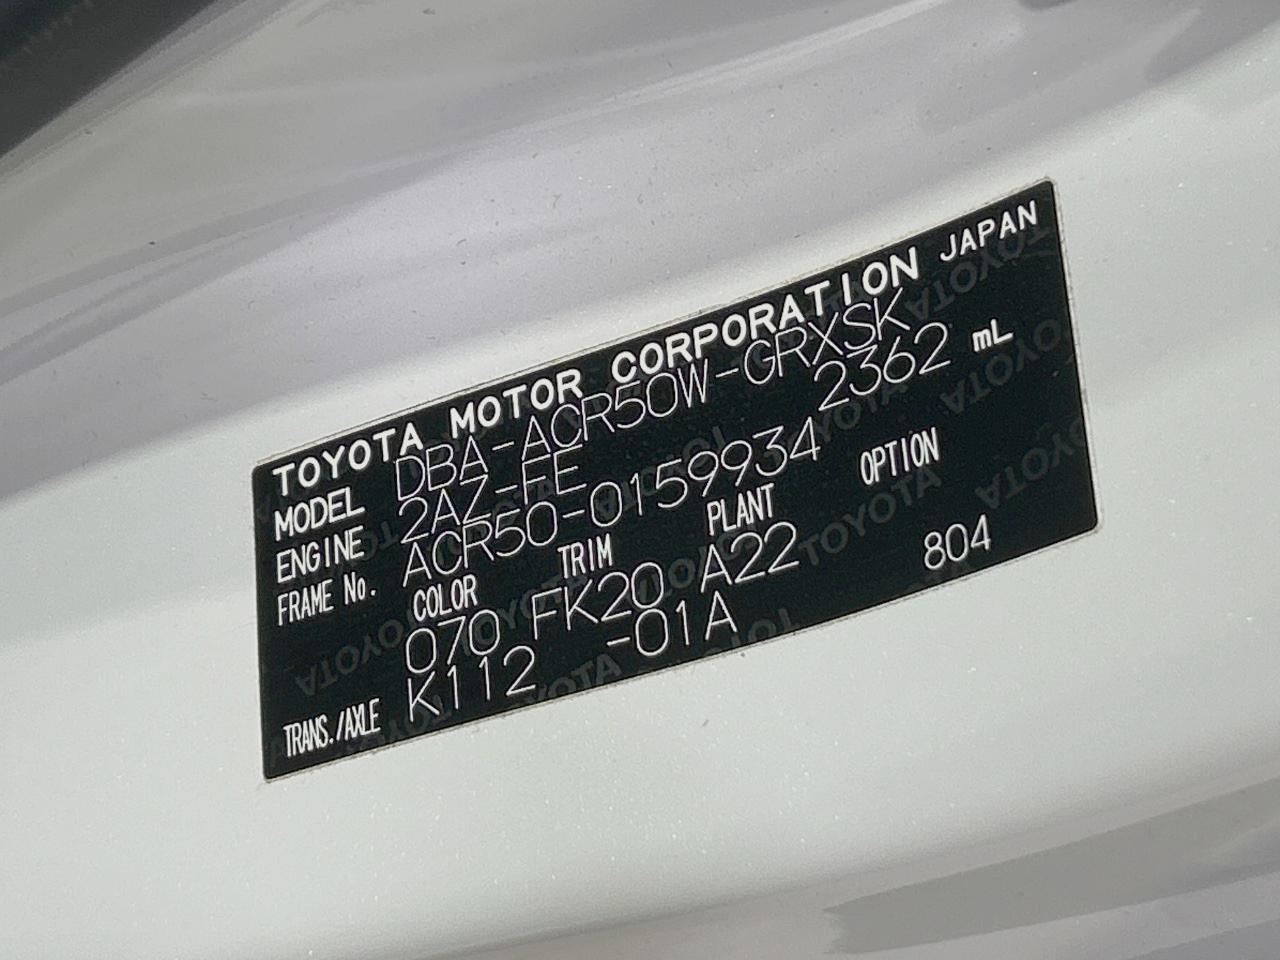 TOYOTA MOTOR CORPORATION JAPAN
MODEL DBA-ACR50W-GRXSK
ENGINE 2AZ-FE 2362 mL
FRAME No. ACR50-0159934
COLOR TRIM PLANT OPTION
070 FK20 A22 804
TRANS./AXLE K112 -01A